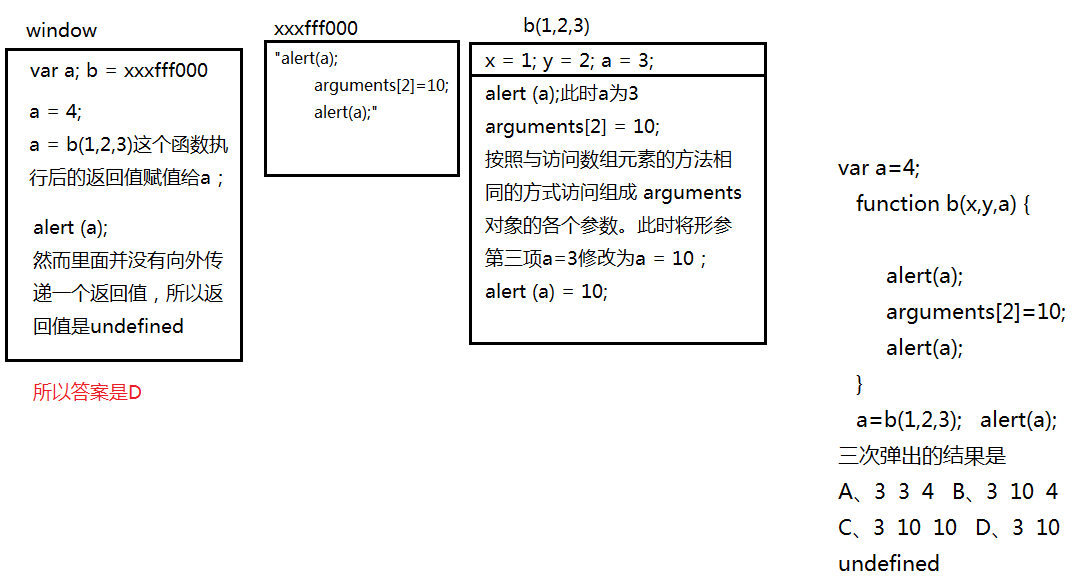 window
var a; b = xxxfff000
a = 4;
a = b(1,2,3)这个函数执
行后的返回值赋值给a；
alert (a);
然而里面并没有向外传
递一个返回值，所以返
回值是undefined
所以答案是D
xxxfff000
"alert(a);
arguments[2]=10;
alert(a);"
b(1,2,3)
x = 1; y = 2; a = 3;
alert (a);此时a为3
arguments[2] = 10;
按照与访问数组元素的方法相
同的方式访问组成 arguments
对象的各个参数。此时将形参
第三项a=3修改为a = 10；
alert (a) = 10;
var a=4;
function b(x,y,a) {
alert(a);
arguments[2]=10;
alert(a);
}
a=b(1,2,3); alert(a);
三次弹出的结果是
A、3 3 4 B、3 10 4
C、3 10 10 D、3 10
undefined